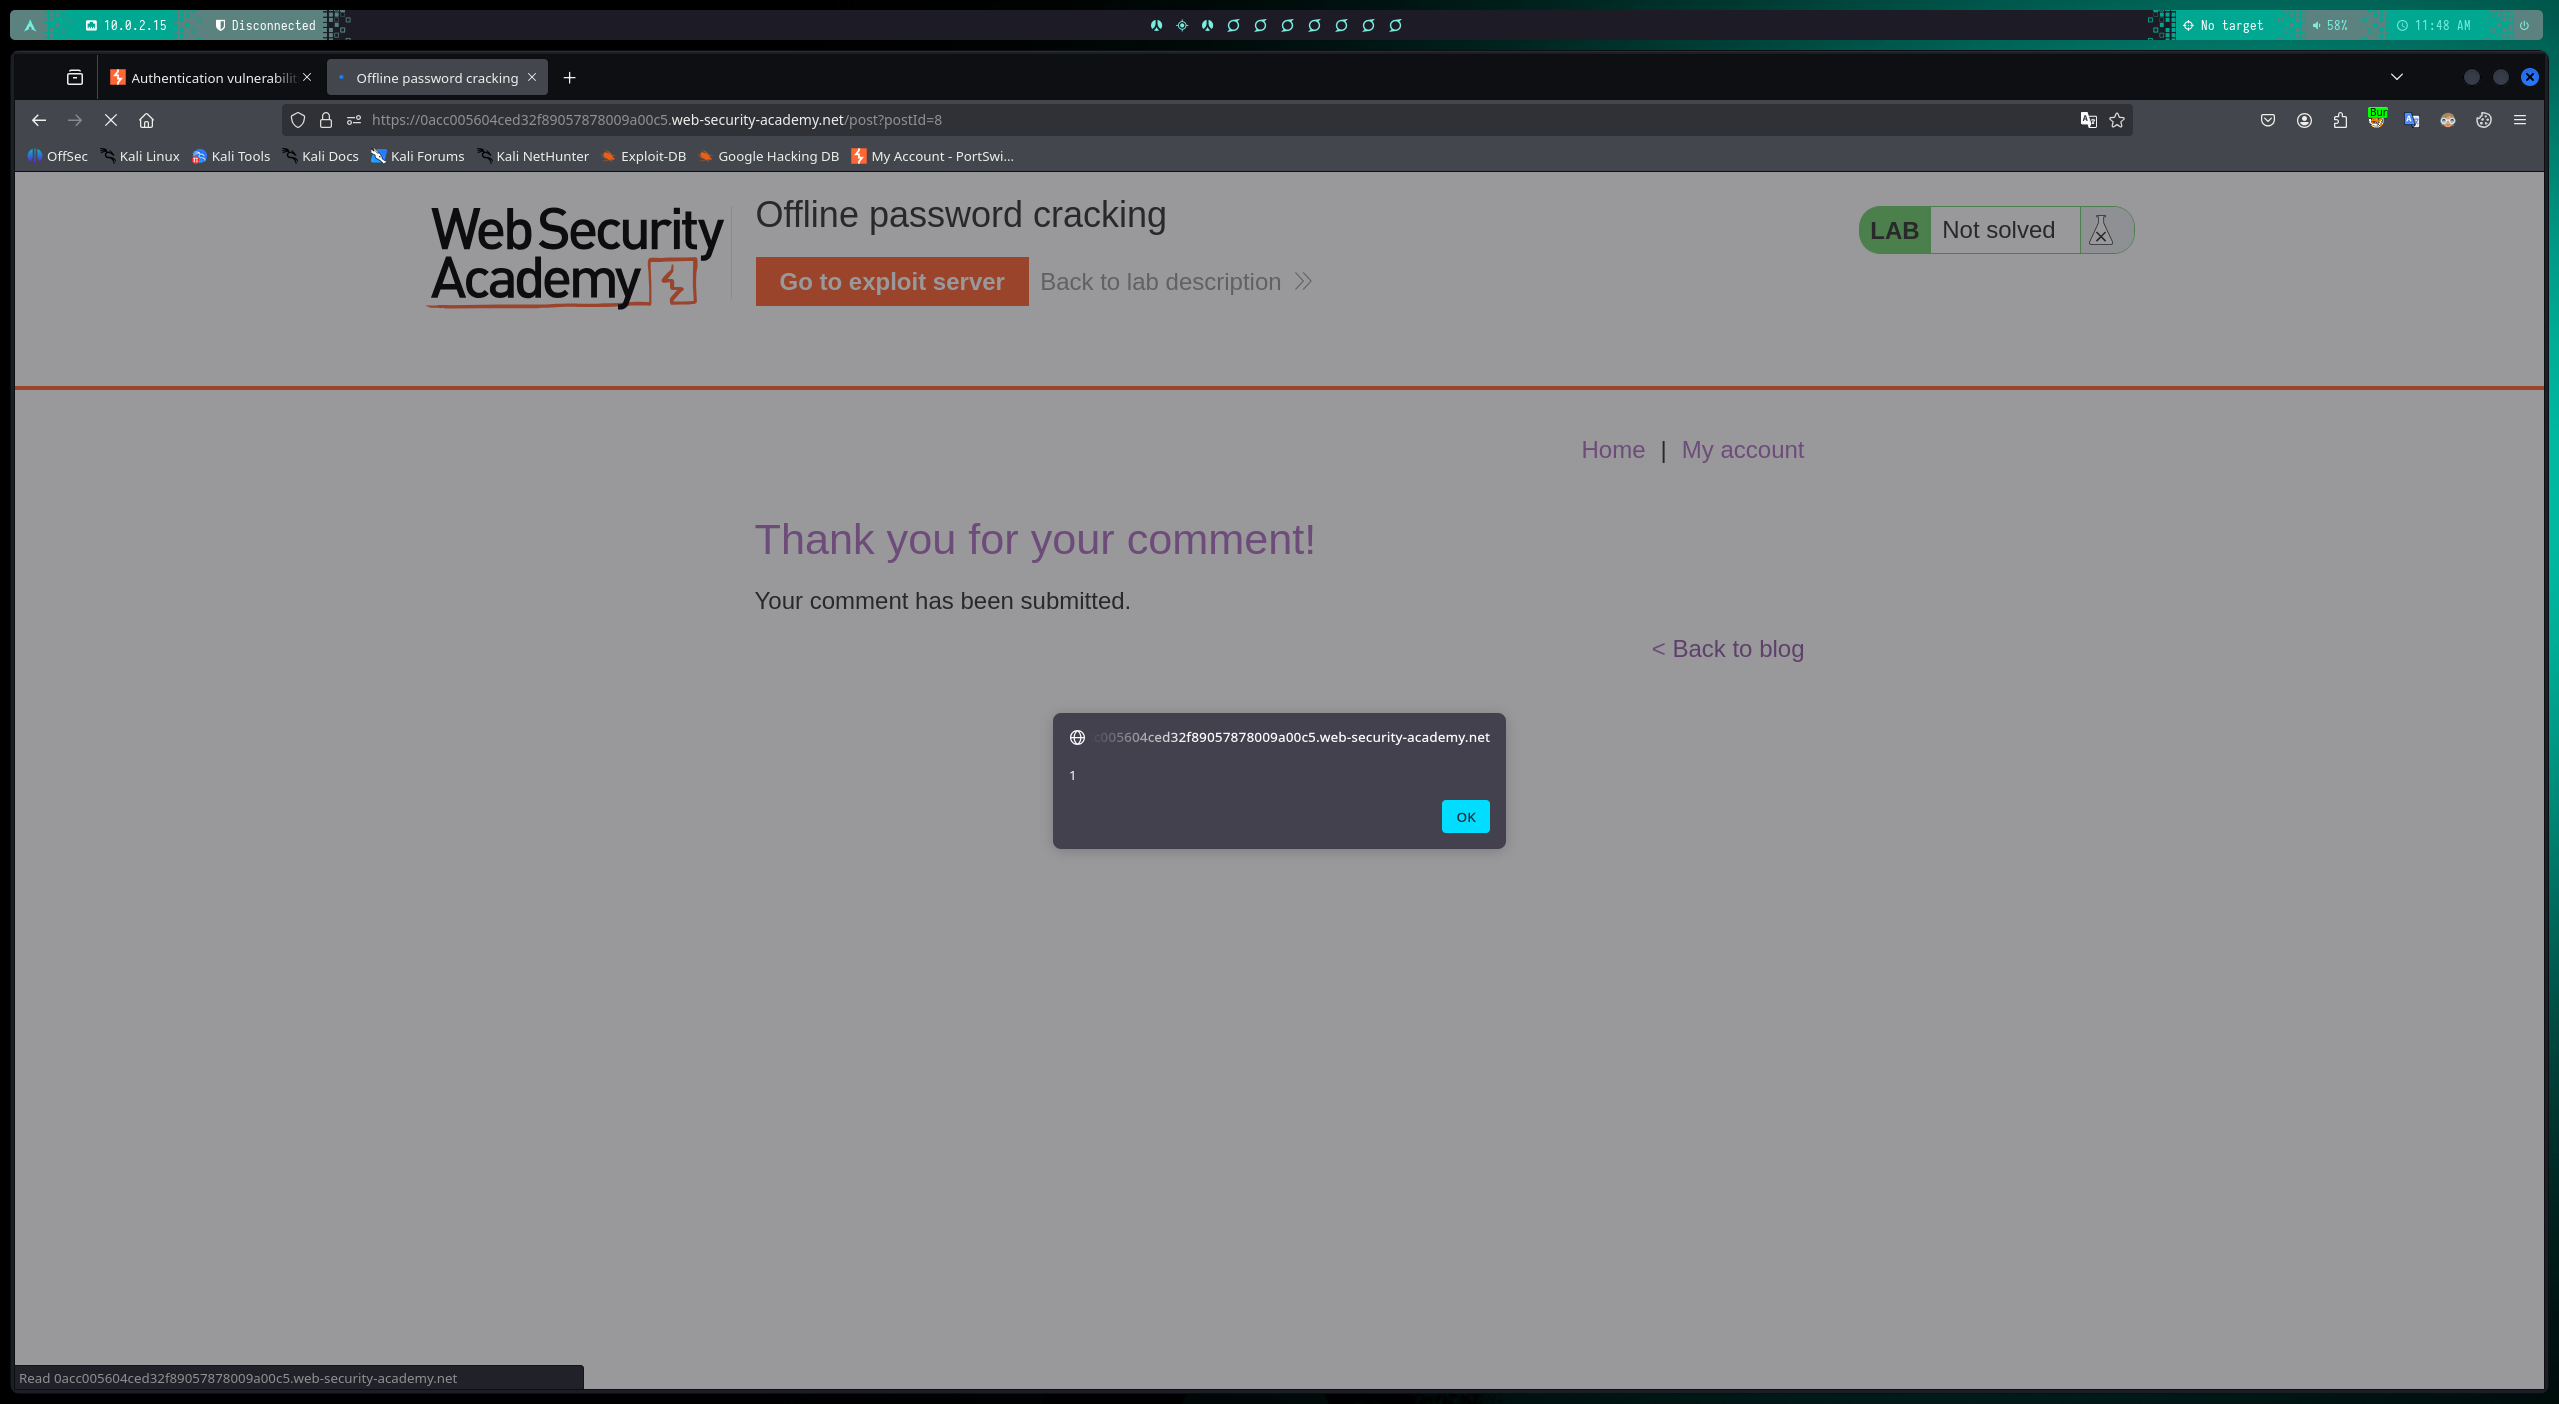 10.0.2.15 Disconnected No target 58% 11:48 AM
Authentication vulnerabilit Offline password cracking
https://0acc005604ced32f89057878009a00c5.web-security-academy.net/post?postId=8
Bur
OffSec Kali Linux Kali Tools Kali Docs Kali Forums Kali NetHunter Exploit-DB Google Hacking DB My Account - PortSwi...
Web Security
Academy
Offline password cracking
LAB Not solved
Go to exploit server Back to lab description
Home | My account
Thank you for your comment!
Your comment has been submitted.
< Back to blog
c005604ced32f89057878009a00c5.web-security-academy.net
1
OK
Read 0acc005604ced32f89057878009a00c5.web-security-academy.net